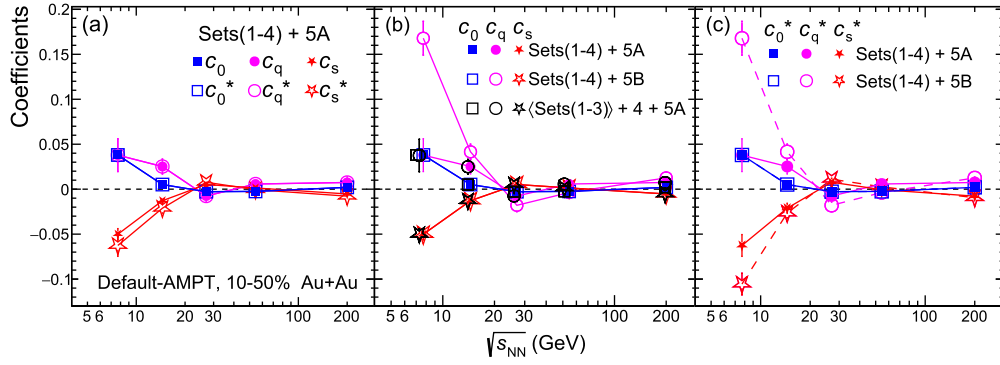 Coefficients
0.2
0.15
0.1
0.05
0
−0.05
−0.1
(a)
Sets(1-4) + 5A
c0 cq cs
c0* cq* cs*
Default-AMPT, 10-50% Au+Au
5 6 10 20 30 100 200
(b)
c0 cq cs
Sets(1-4) + 5A
Sets(1-4) + 5B
⟨Sets(1-3)⟩ + 4 + 5A
5 6 10 20 30 100 200
(c)
c0* cq* cs*
Sets(1-4) + 5A
Sets(1-4) + 5B
5 6 10 20 30 100 200
√sNN (GeV)